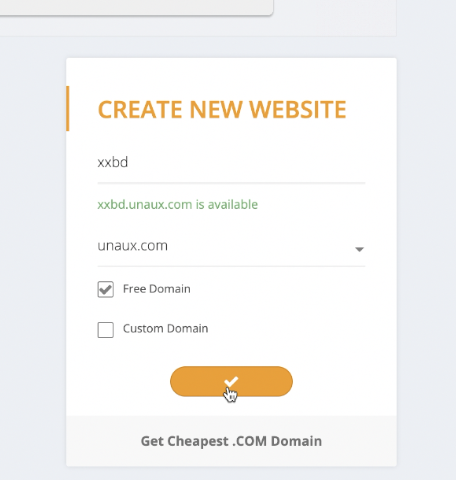 CREATE NEW WEBSITE
xxbd
xxbd.unaux.com is available
unaux.com
Free Domain
Custom Domain
Get Cheapest .COM Domain